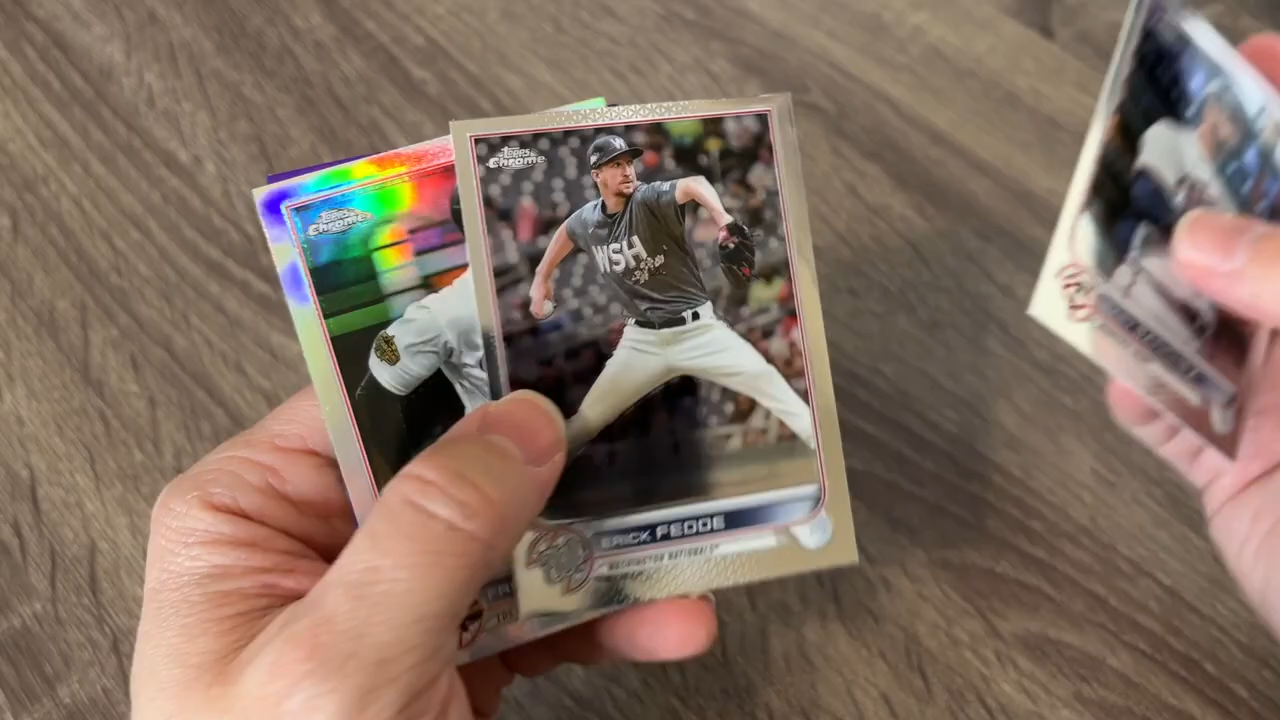 Topps
Chrome
Topps
Chrome
W
WSH
ERICK FEDDE
WASHINGTON NATIONALS